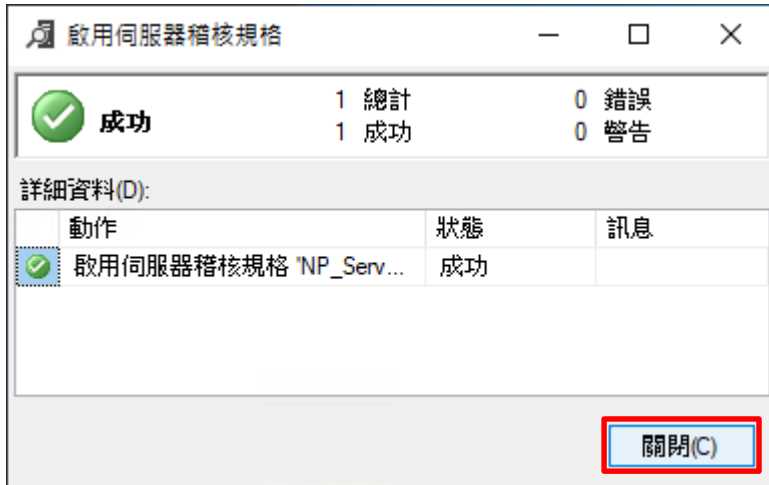 啟用伺服器稽核規格
成功
1 總計 0 錯誤
1 成功 0 警告
詳細資料(D):
動作 狀態 訊息
啟用伺服器稽核規格 'NP_Serv... 成功
關閉(C)